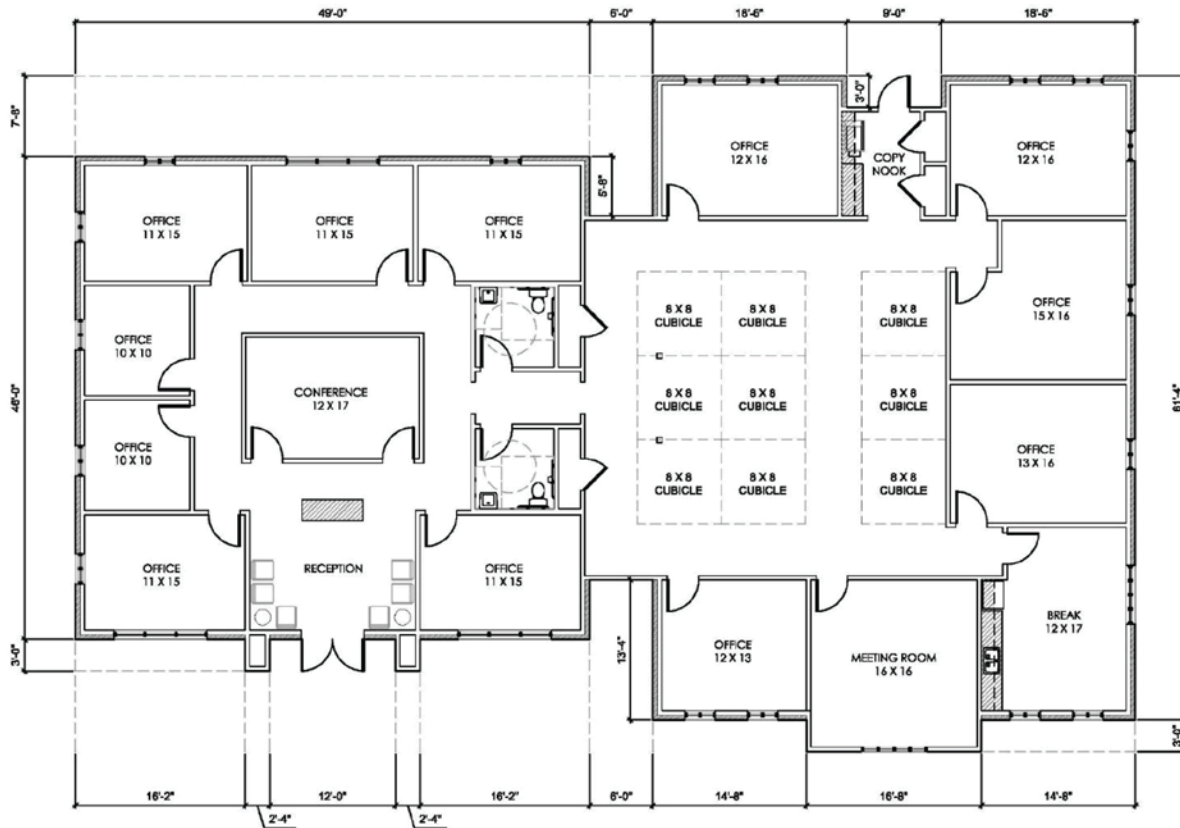 49'-0"
6'-0"
18'-6"
9'-0"
18'-6"
7'-8"
3'-0"
5'-8"
OFFICE
12 X 16
COPY
NOOK
OFFICE
12 X 16
OFFICE
11 X 15
OFFICE
11 X 15
OFFICE
11 X 15
OFFICE
10 X 10
8 X 8
CUBICLE
8 X 8
CUBICLE
8 X 8
CUBICLE
OFFICE
15 X 16
46'-0"
CONFERENCE
12 X 17
8 X 8
CUBICLE
8 X 8
CUBICLE
8 X 8
CUBICLE
61'-4"
OFFICE
10 X 10
OFFICE
13 X 16
8 X 8
CUBICLE
8 X 8
CUBICLE
8 X 8
CUBICLE
OFFICE
11 X 15
RECEPTION
OFFICE
11 X 15
BREAK
12 X 17
3'-0"
13'-4"
OFFICE
12 X 13
MEETING ROOM
16 X 16
3'-0"
16'-2"
12'-0"
16'-2"
6'-0"
14'-8"
16'-8"
14'-8"
2'-4"
2'-4"